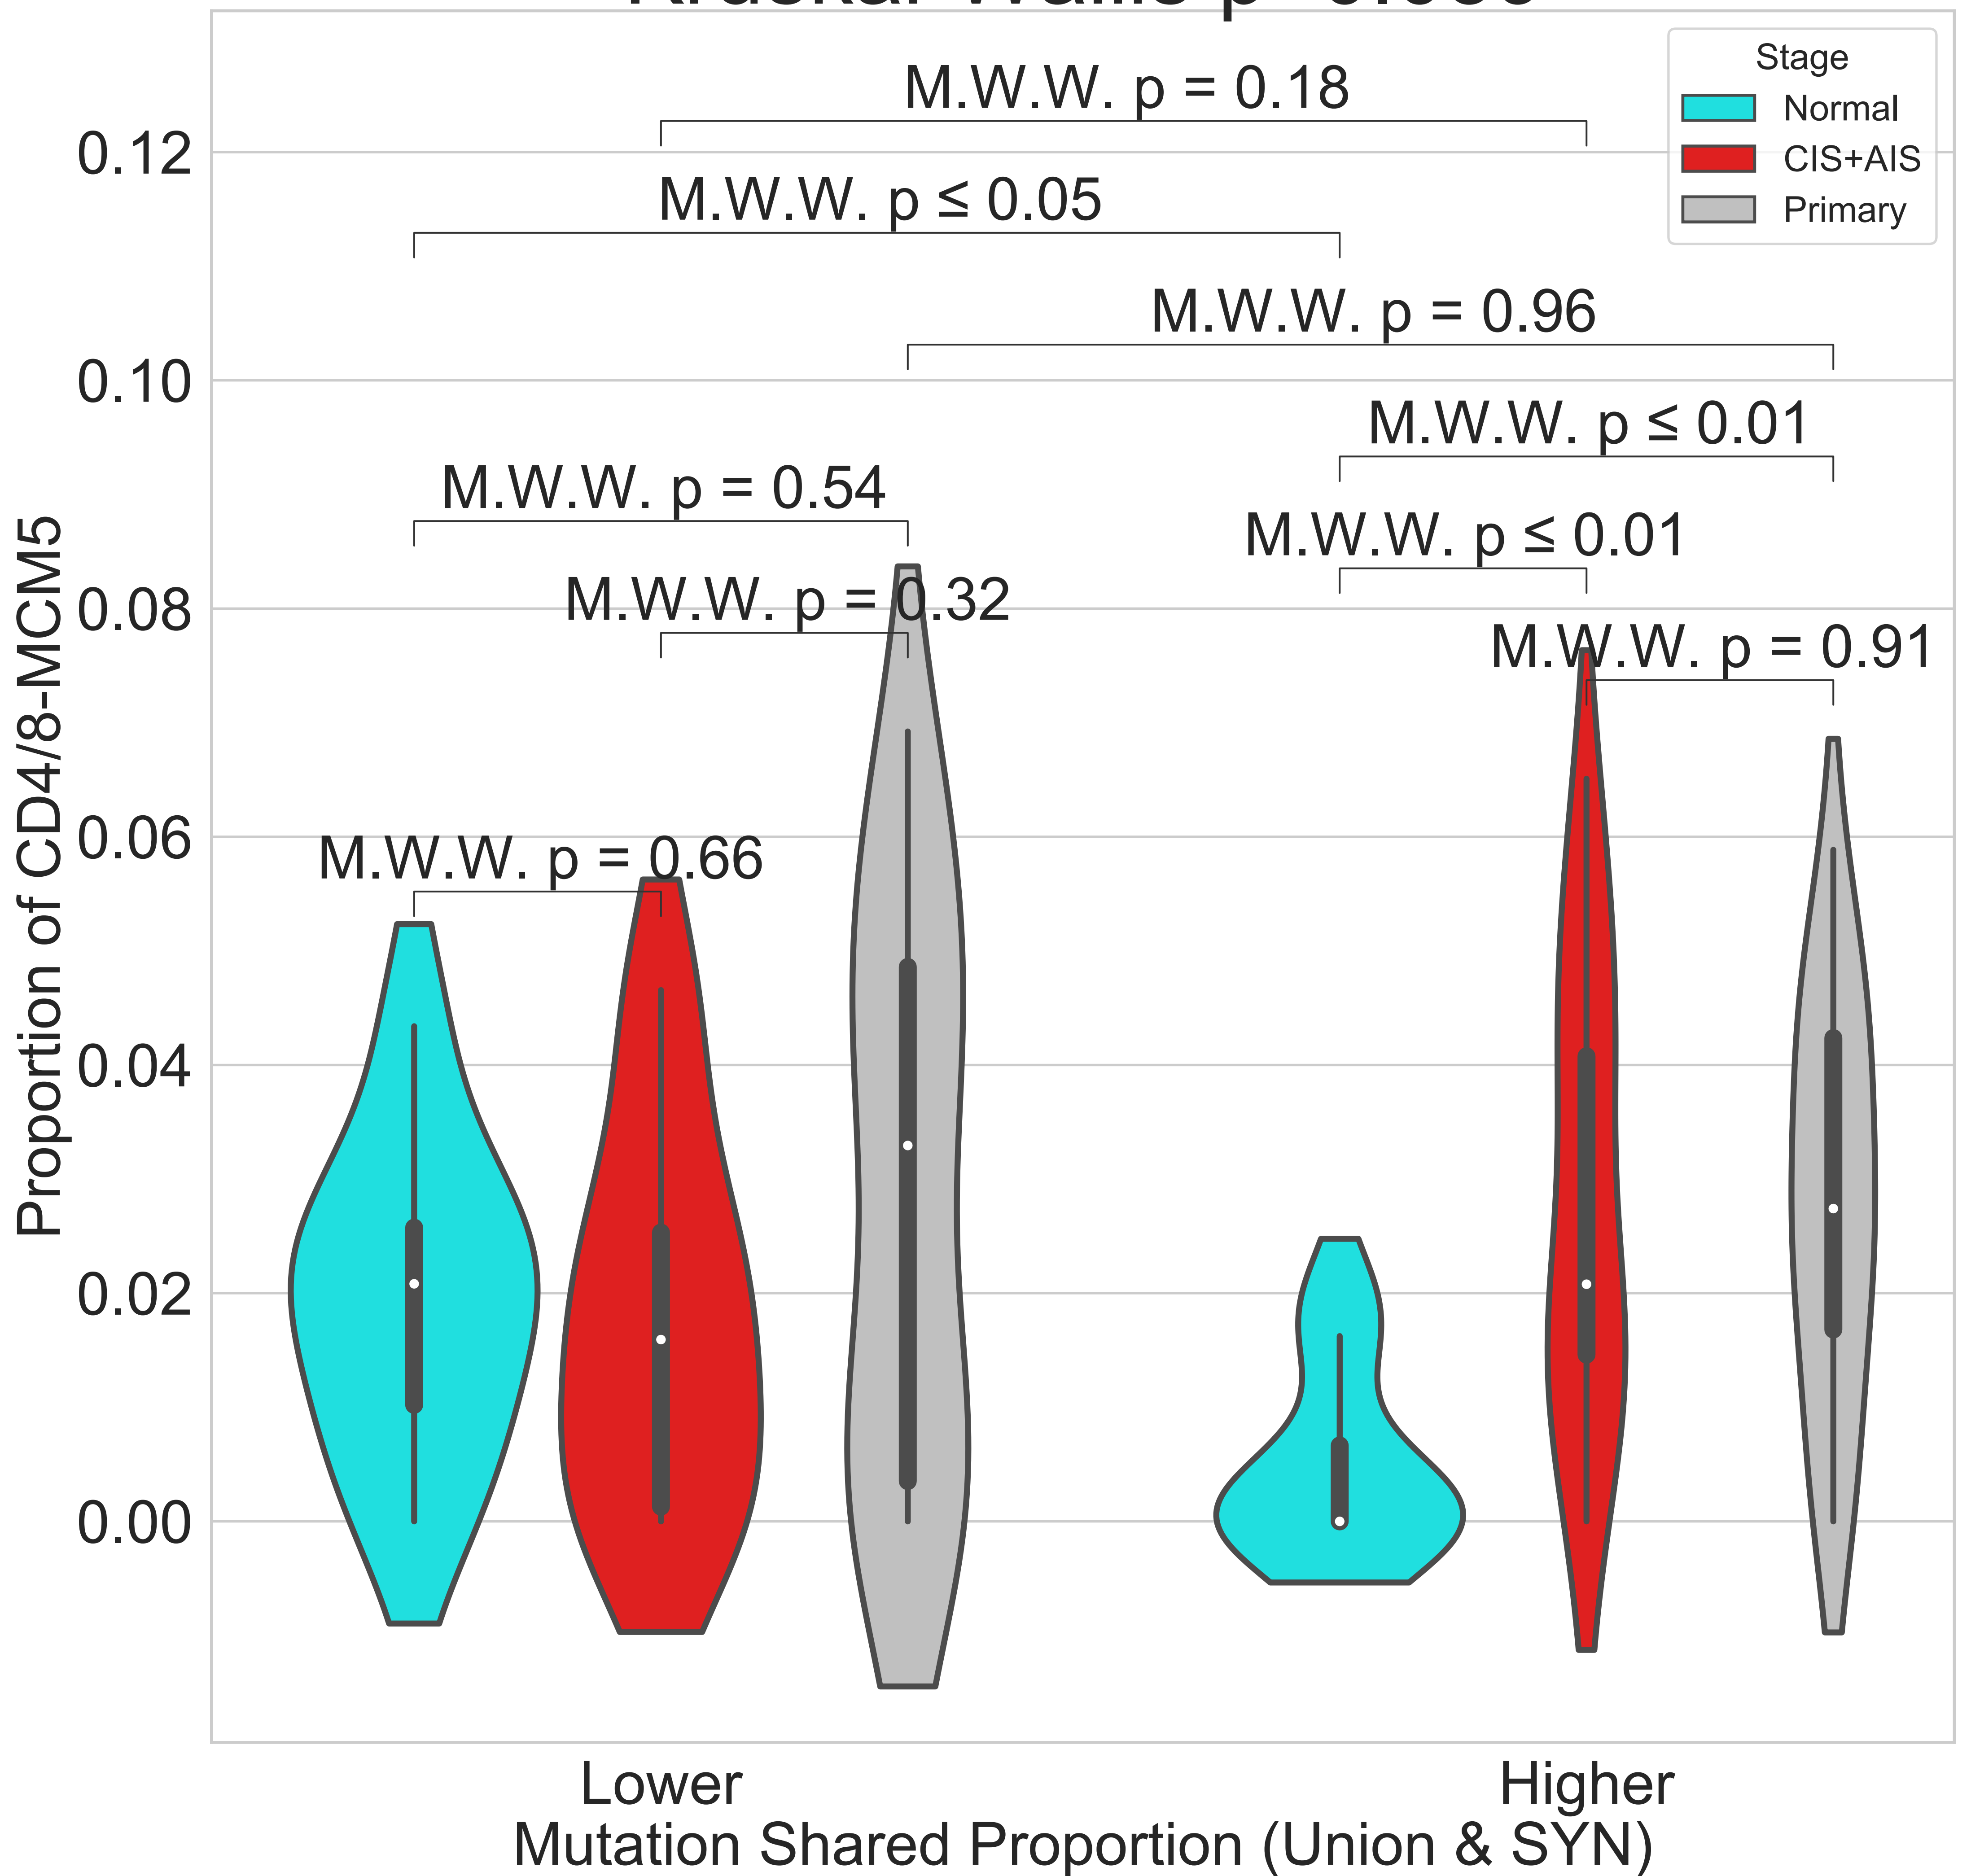 Stage
Normal
CIS+AIS
Primary
M.W.W. p = 0.18
M.W.W. p ≤ 0.05
M.W.W. p = 0.96
M.W.W. p ≤ 0.01
M.W.W. p = 0.54
M.W.W. p ≤ 0.01
M.W.W. p = 0.32
M.W.W. p = 0.91
M.W.W. p = 0.66
0.12
0.10
0.08
0.06
0.04
0.02
0.00
Proportion of CD4/8-MCM5
Lower
Higher
Mutation Shared Proportion (Union & SYN)